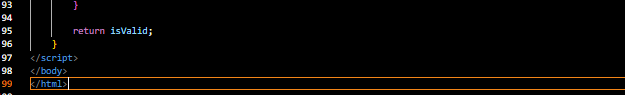 93 }
94
95 return isValid;
96 }
97 </script>
98 </body>
99 </html>